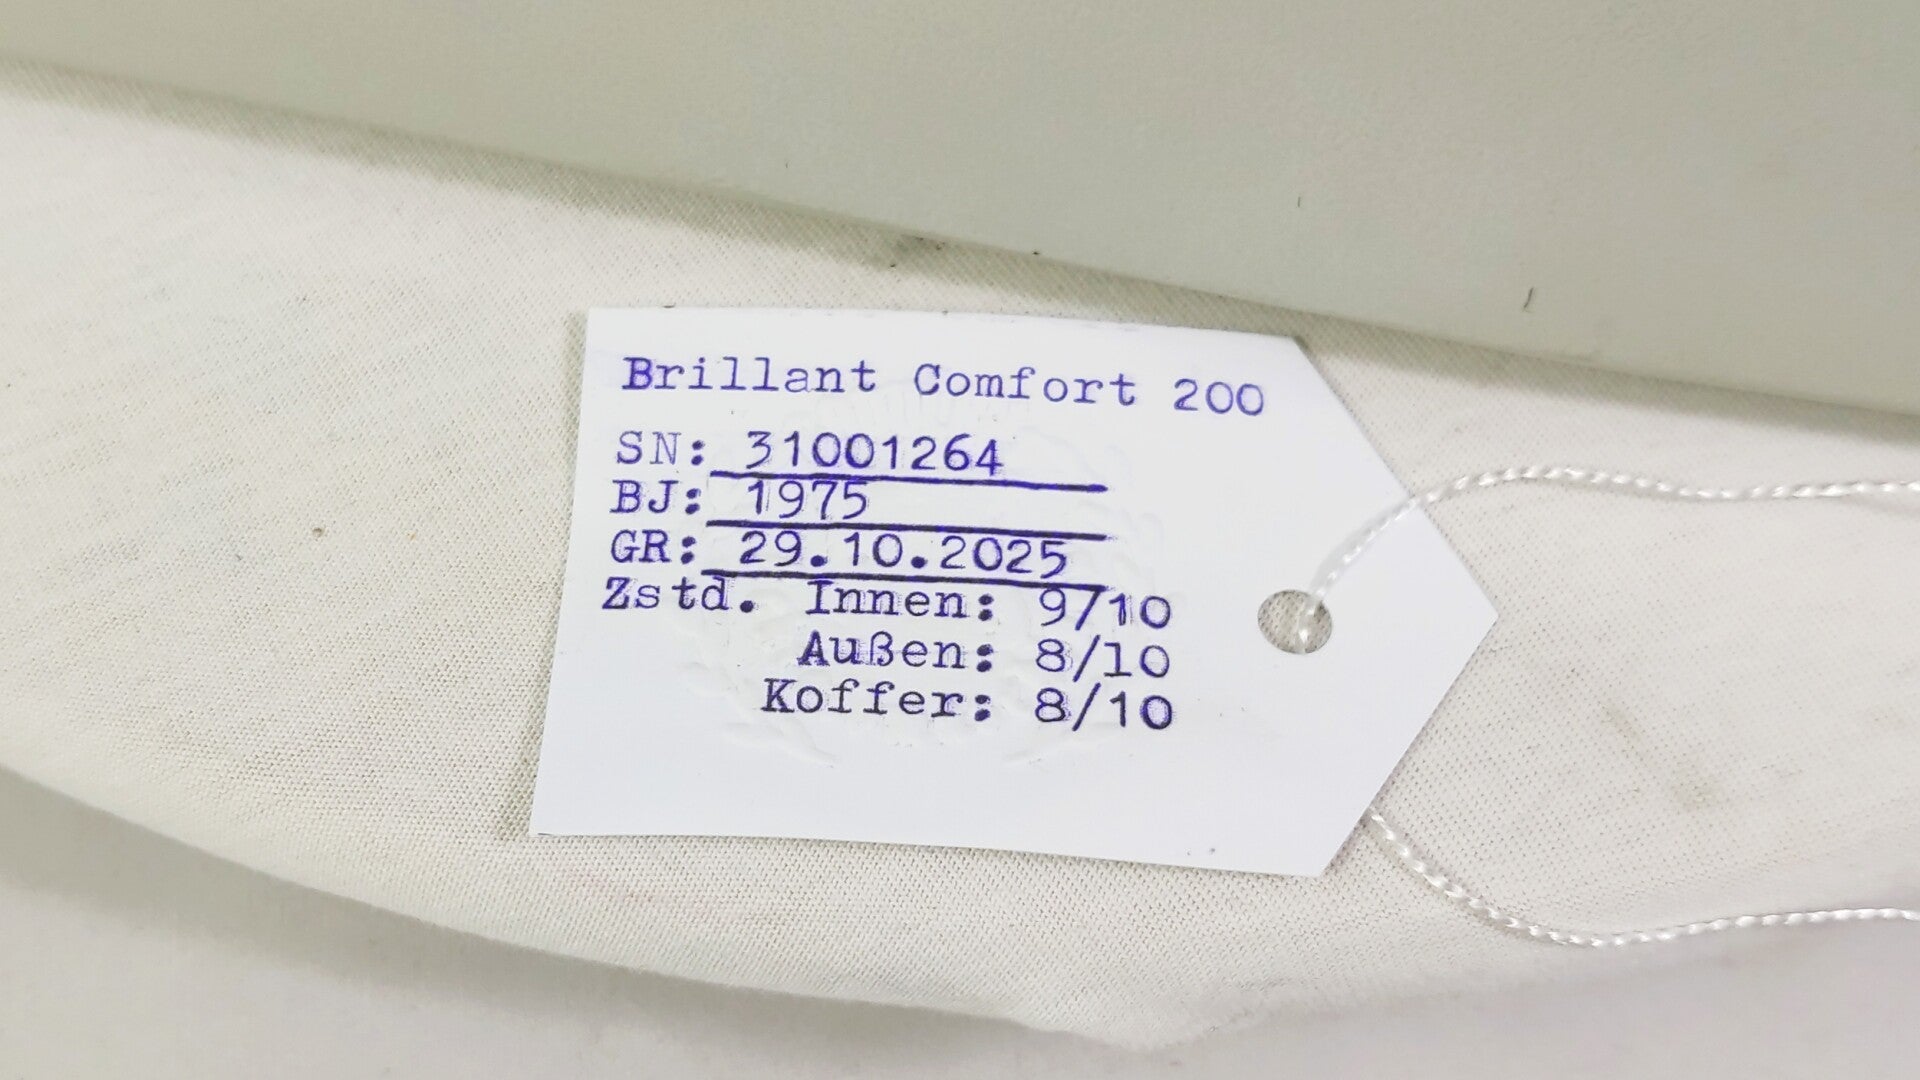 Brillant Comfort 200
SN: 31001264
BJ: 1975
GR: 29.10.2025
Zstd. Innen: 9/10
Außen: 8/10
Koffer: 8/10